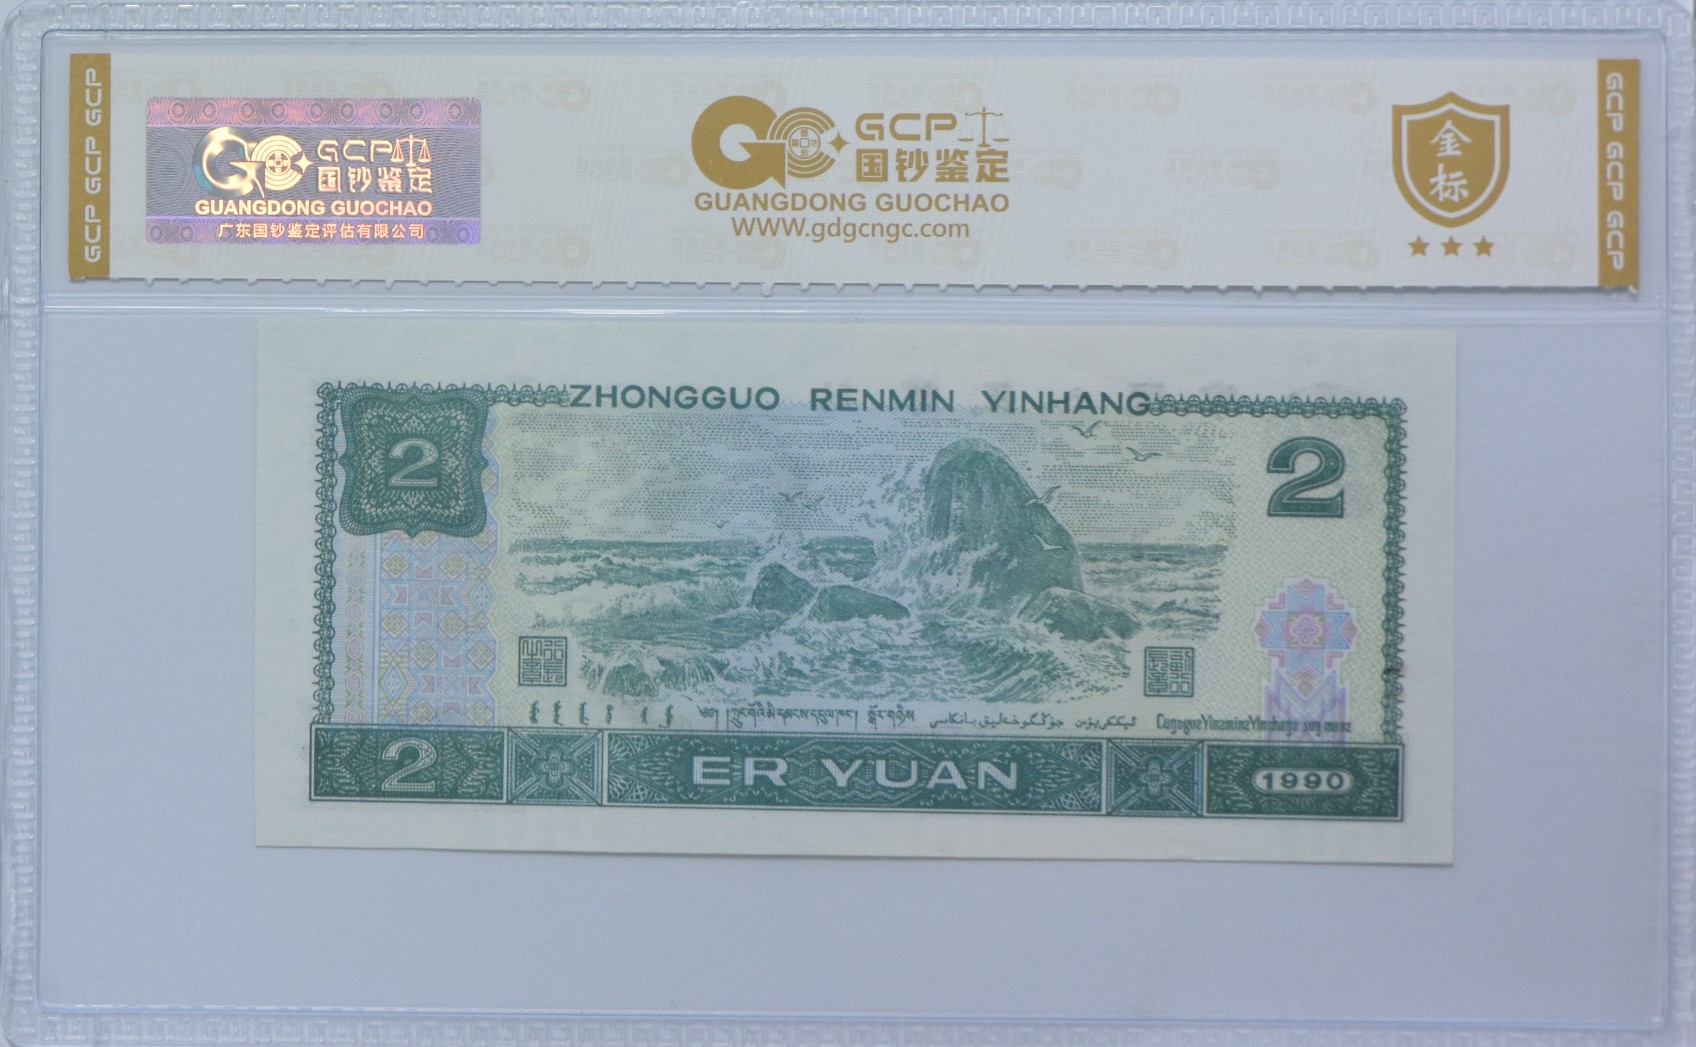 GCP GCP GCP
GCP
国钞鉴定
GUANGDONG GUOCHAO
广东国钞鉴定评估有限公司
GCP
国钞鉴定
GUANGDONG GUOCHAO
WWW.gdgcngc.com
金标
GCP GCP GCP
ZHONGGUO RENMIN YINHANG
2
2
2
ER YUAN
1990